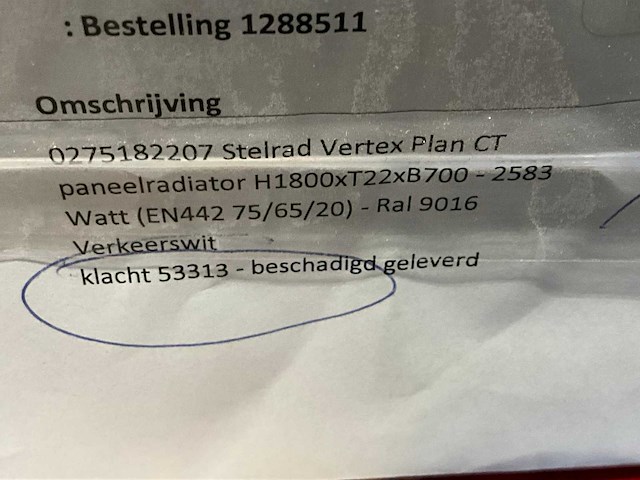 : Bestelling 1288511
Omschrijving
0275182207 Stelrad Vertex Plan CT
paneelradiator H1800xT22xB700 - 2583
Watt (EN442 75/65/20) - Ral 9016
Verkeerswit
klacht 53313 - beschadigd geleverd